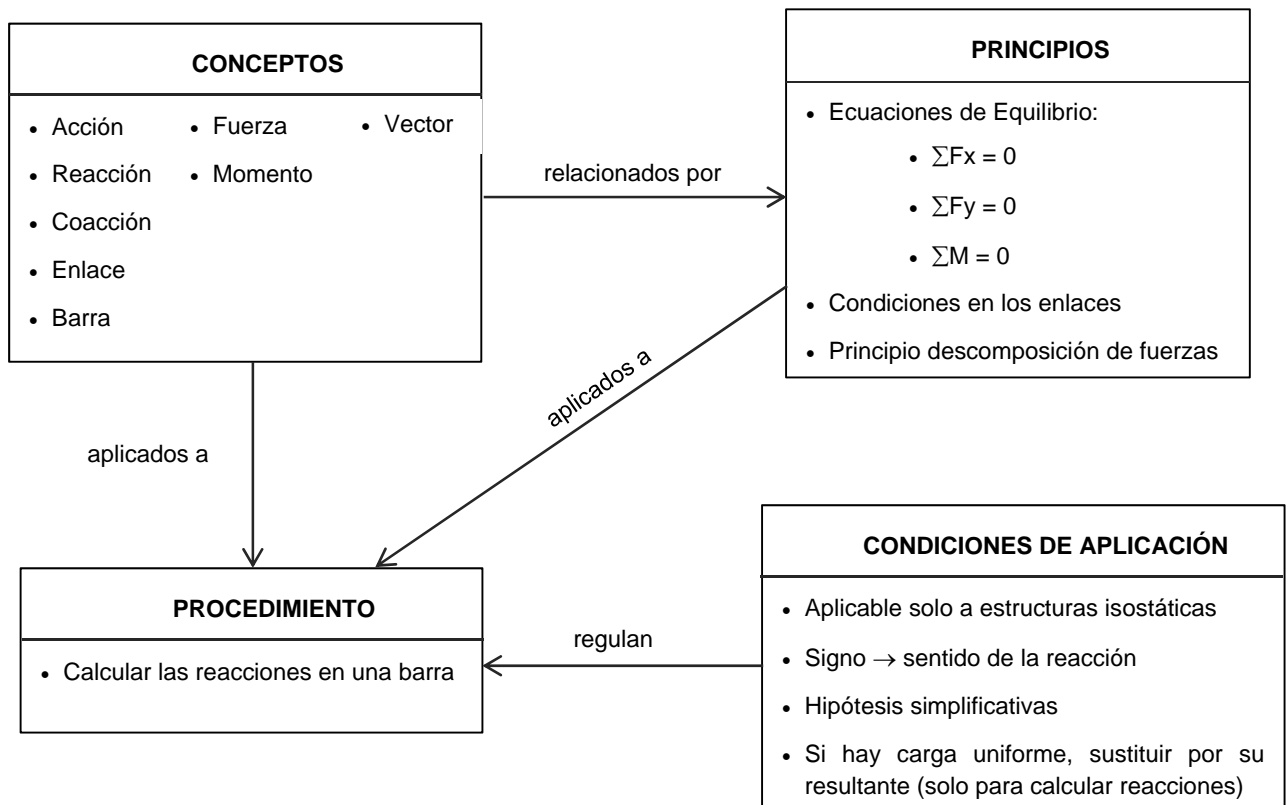 CONCEPTOS
• Acción • Fuerza • Vector
• Reacción • Momento
• Coacción
• Enlace
• Barra
relacionados por
PRINCIPIOS
• Ecuaciones de Equilibrio:
• ∑Fx = 0
• ∑Fy = 0
• ∑M = 0
• Condiciones en los enlaces
• Principio descomposición de fuerzas
aplicados a
aplicados a
PROCEDIMIENTO
• Calcular las reacciones en una barra
regulan
CONDICIONES DE APLICACIÓN
• Aplicable solo a estructuras isostáticas
• Signo → sentido de la reacción
• Hipótesis simplificativas
• Si hay carga uniforme, sustituir por su
resultante (solo para calcular reacciones)